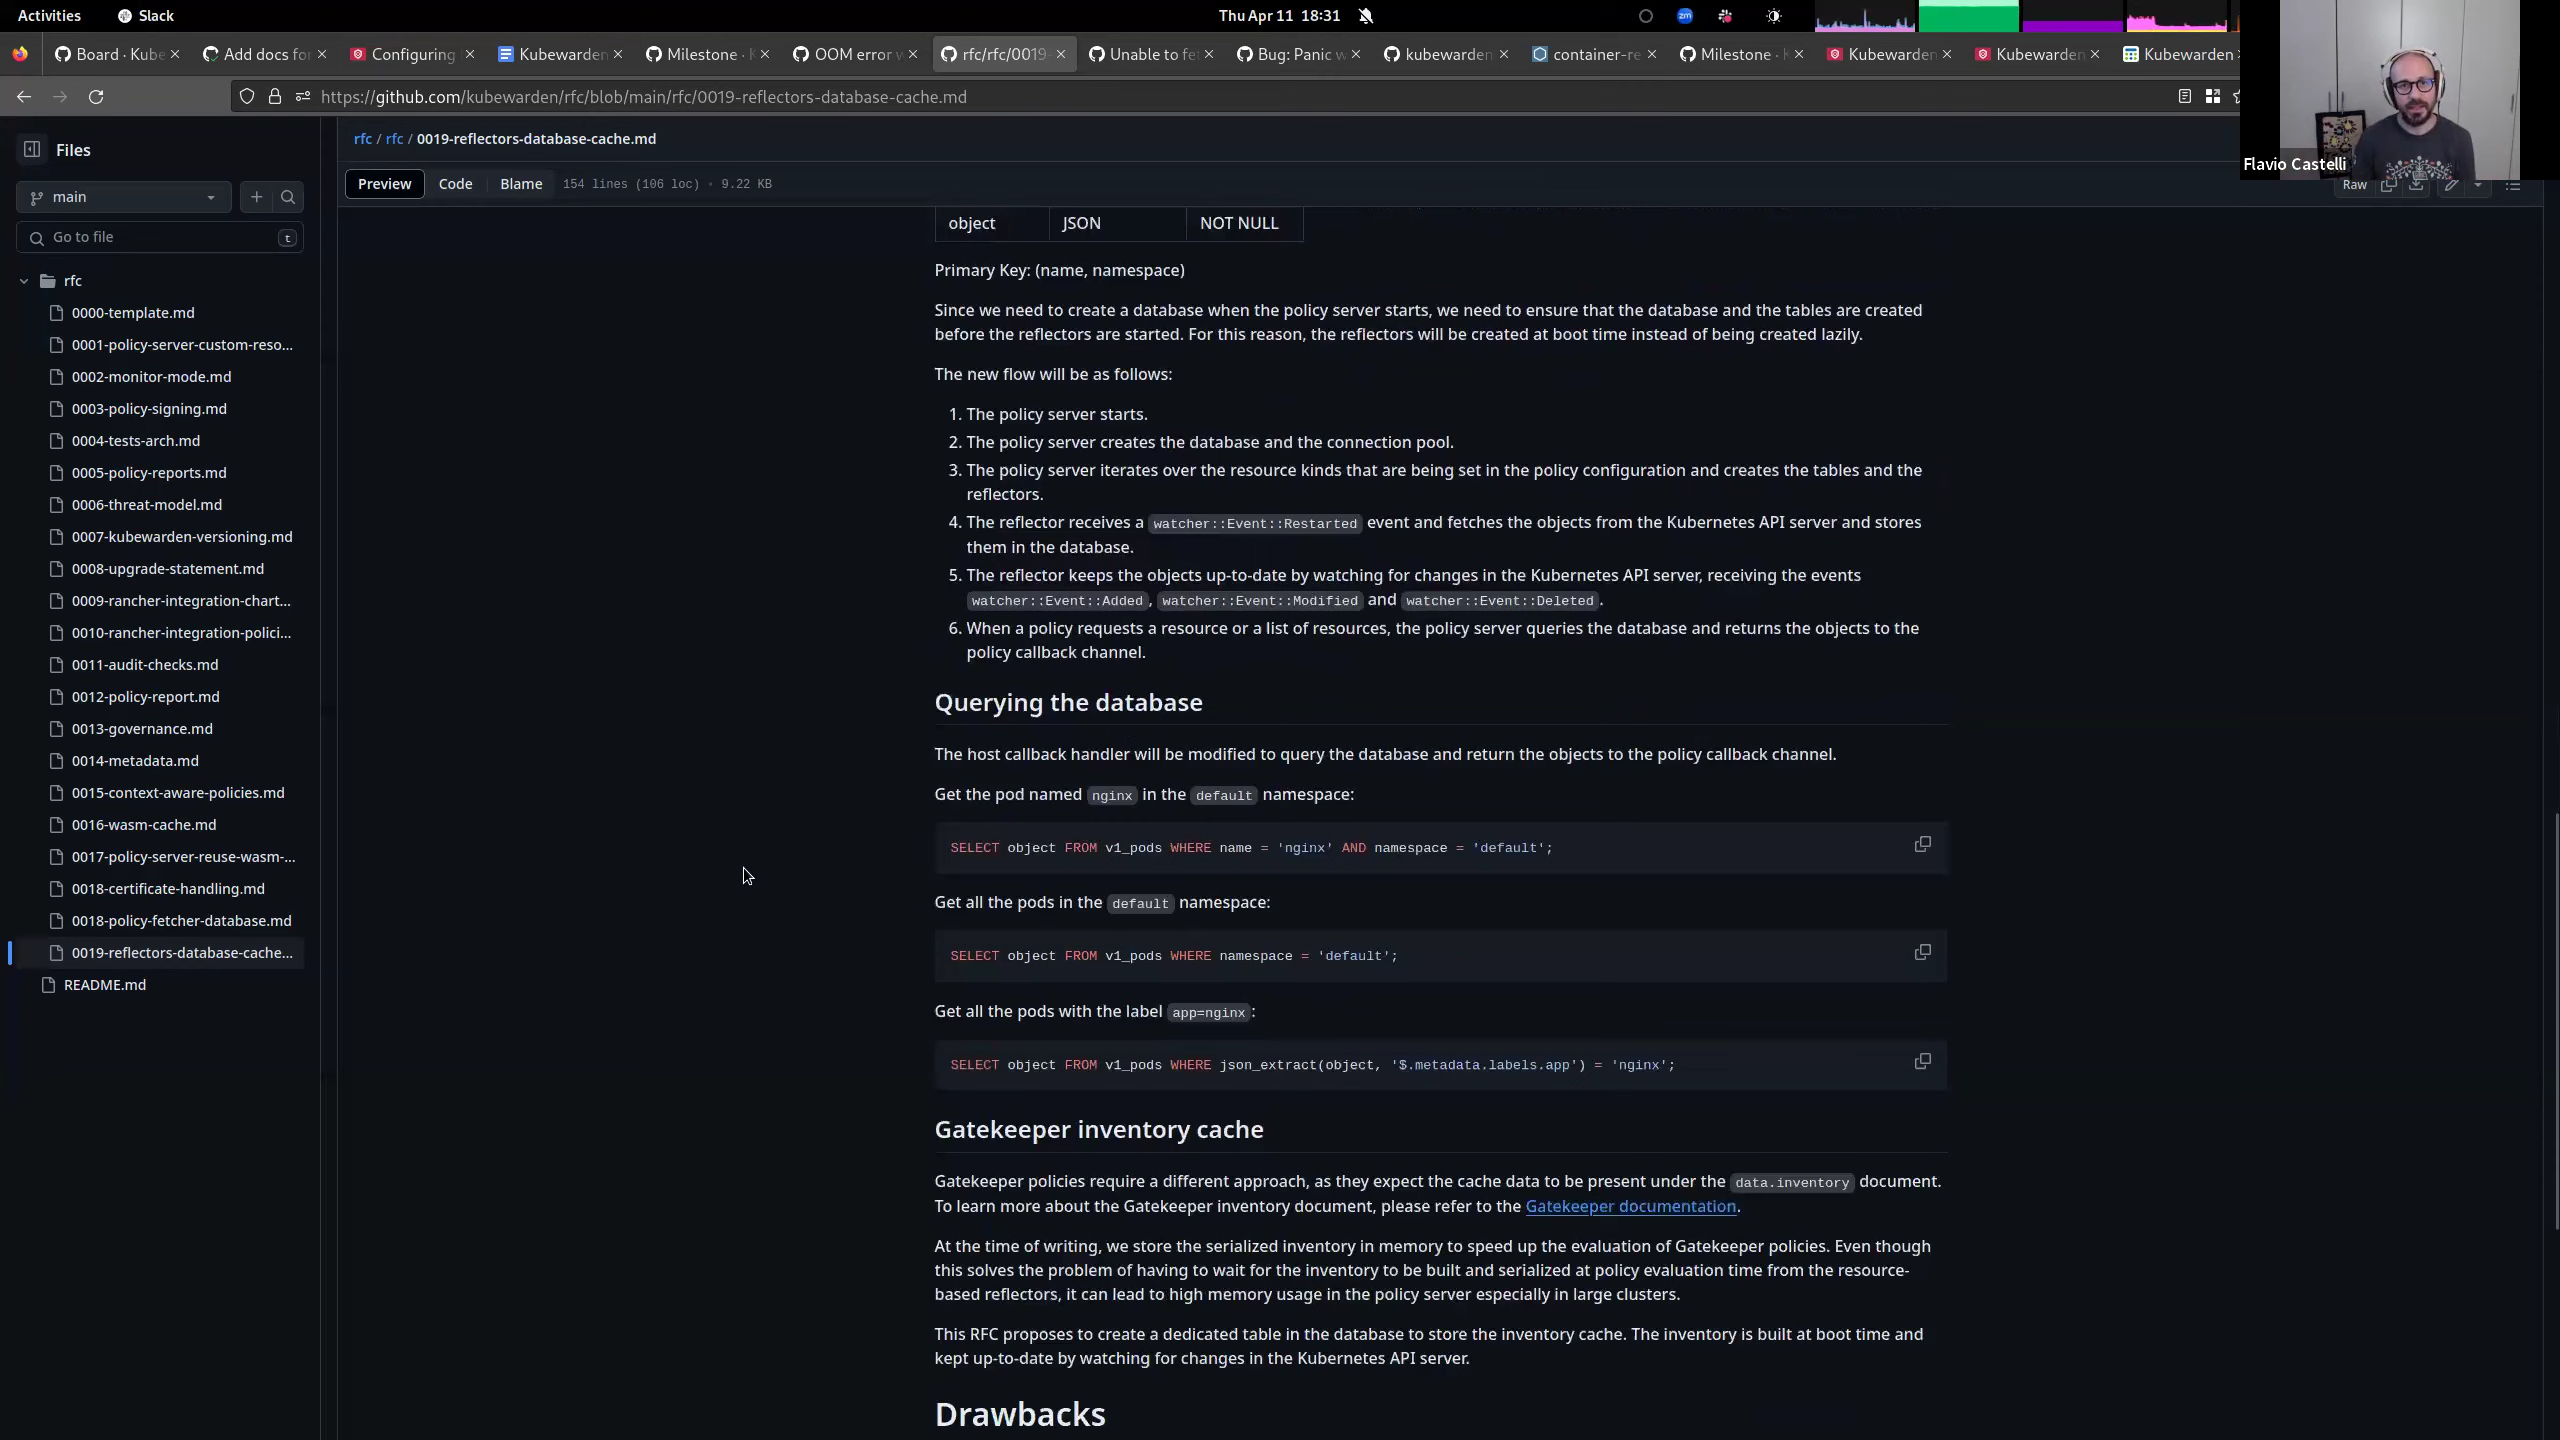 Activities
Slack
Thu Apr 11 18:31
zm
Board · Kube
Add docs fo
Configuring
Kubewarden
Milestone · K
OOM error w
rfc/rfc/0019-
Unable to fe
Bug: Panic w
kubewarden
container-re
Milestone · K
Kubewarden
Kubewarden
Kubewarden
https://github.com/kubewarden/rfc/blob/main/rfc/0019-reflectors-database-cache.md
Flavio Castelli
Files
rfc / rfc / 0019-reflectors-database-cache.md
main
Preview
Code
Blame
154 lines (106 loc) · 9.22 KB
Raw
Go to file
t
rfc
0000-template.md
0001-policy-server-custom-reso...
0002-monitor-mode.md
0003-policy-signing.md
0004-tests-arch.md
0005-policy-reports.md
0006-threat-model.md
0007-kubewarden-versioning.md
0008-upgrade-statement.md
0009-rancher-integration-chart...
0010-rancher-integration-polici...
0011-audit-checks.md
0012-policy-report.md
0013-governance.md
0014-metadata.md
0015-context-aware-policies.md
0016-wasm-cache.md
0017-policy-server-reuse-wasm-...
0018-certificate-handling.md
0018-policy-fetcher-database.md
0019-reflectors-database-cache...
README.md
object JSON NOT NULL
Primary Key: (name, namespace)
Since we need to create a database when the policy server starts, we need to ensure that the database and the tables are created
before the reflectors are started. For this reason, the reflectors will be created at boot time instead of being created lazily.
The new flow will be as follows:
1. The policy server starts.
2. The policy server creates the database and the connection pool.
3. The policy server iterates over the resource kinds that are being set in the policy configuration and creates the tables and the
reflectors.
4. The reflector receives a watcher::Event::Restarted event and fetches the objects from the Kubernetes API server and stores
them in the database.
5. The reflector keeps the objects up-to-date by watching for changes in the Kubernetes API server, receiving the events
watcher::Event::Added, watcher::Event::Modified and watcher::Event::Deleted.
6. When a policy requests a resource or a list of resources, the policy server queries the database and returns the objects to the
policy callback channel.
Querying the database
The host callback handler will be modified to query the database and return the objects to the policy callback channel.
Get the pod named nginx in the default namespace:
SELECT object FROM v1_pods WHERE name = 'nginx' AND namespace = 'default';
Get all the pods in the default namespace:
SELECT object FROM v1_pods WHERE namespace = 'default';
Get all the pods with the label app=nginx:
SELECT object FROM v1_pods WHERE json_extract(object, '$.metadata.labels.app') = 'nginx';
Gatekeeper inventory cache
Gatekeeper policies require a different approach, as they expect the cache data to be present under the data.inventory document.
To learn more about the Gatekeeper inventory document, please refer to the Gatekeeper documentation.
At the time of writing, we store the serialized inventory in memory to speed up the evaluation of Gatekeeper policies. Even though
this solves the problem of having to wait for the inventory to be built and serialized at policy evaluation time from the resource-
based reflectors, it can lead to high memory usage in the policy server especially in large clusters.
This RFC proposes to create a dedicated table in the database to store the inventory cache. The inventory is built at boot time and
kept up-to-date by watching for changes in the Kubernetes API server.
Drawbacks